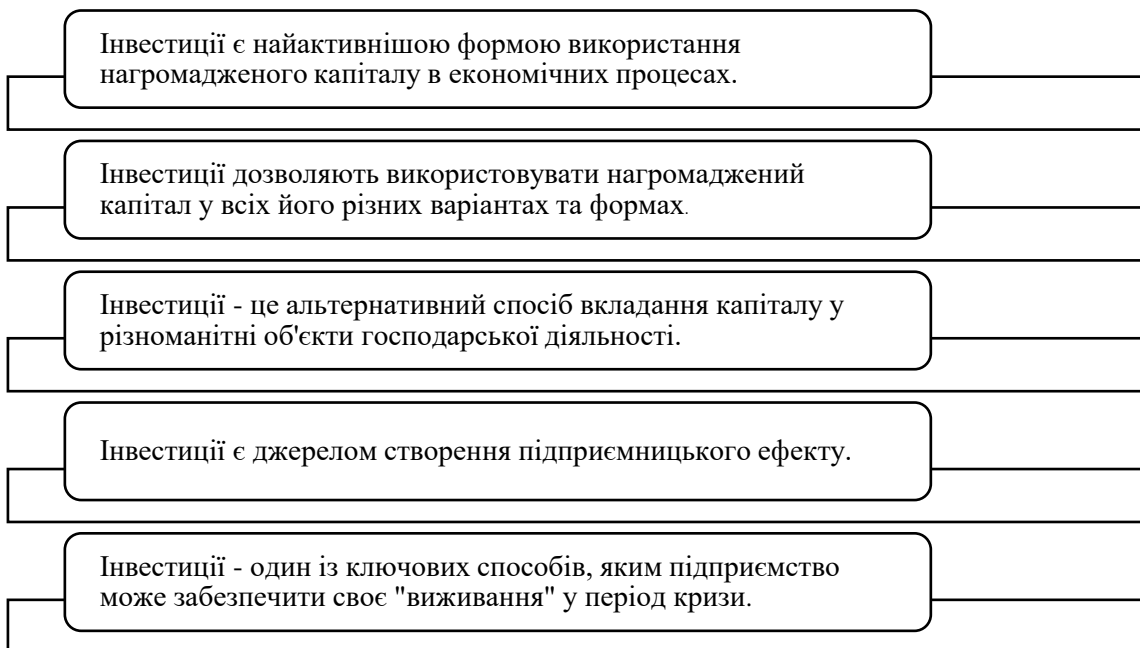 Інвестиції є найактивнішою формою використання
нагромадженого капіталу в економічних процесах.
Інвестиції дозволяють використовувати нагромаджений
капітал у всіх його різних варіантах та формах.
Інвестиції - це альтернативний спосіб вкладання капіталу у
різноманітні об'єкти господарської діяльності.
Інвестиції є джерелом створення підприємницького ефекту.
Інвестиції - один із ключових способів, яким підприємство
може забезпечити своє "виживання" у період кризи.